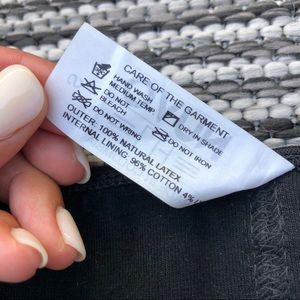 CARE OF THE GARMENT
HAND WASH
MEDIUM TEMP
DO NOT
BLEACH
DRY IN SHADE
DO NOT WRING
DO NOT IRON
OUTER: 100% NATURAL LATEX
INTERNAL LINING: 96% COTTON 4%